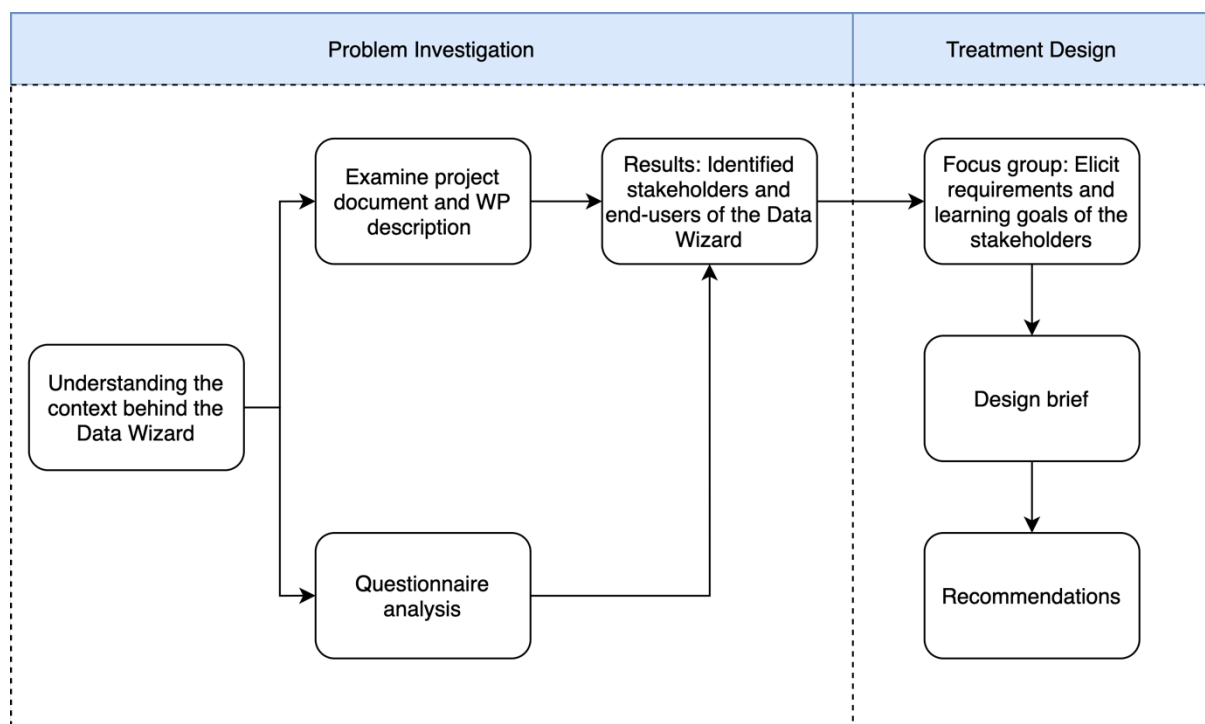 Problem Investigation
Treatment Design
Understanding the
context behind the
Data Wizard
Examine project
document and WP
description
Questionnaire
analysis
Results: Identified
stakeholders and
end-users of the Data
Wizard
Focus group: Elicit
requirements and
learning goals of the
stakeholders
Design brief
Recommendations